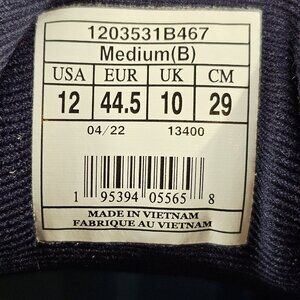 1203531B467
Medium(B)
USA EUR UK CM
12 44.5 10 29
04/22 13400
1 95394 05565 8
MADE IN VIETNAM
FABRIQUE AU VIETNAM